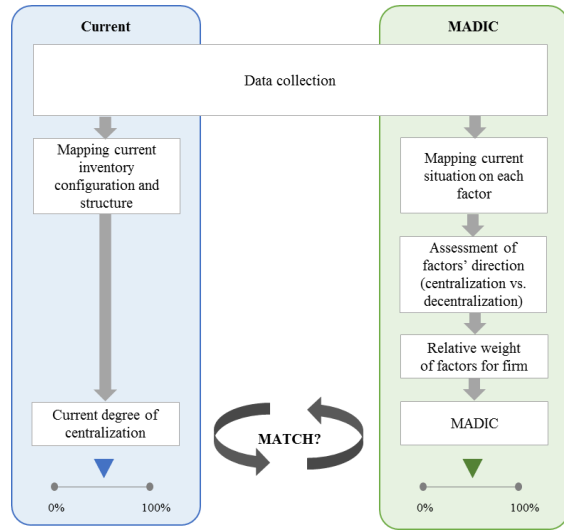 Current
MADIC
Data collection
Mapping current
inventory
configuration and
structure
Mapping current
situation on each
factor
Assessment of
factors’ direction
(centralization vs.
decentralization)
Relative weight
of factors for firm
Current degree of
centralization
MATCH?
MADIC
0%
100%
0%
100%